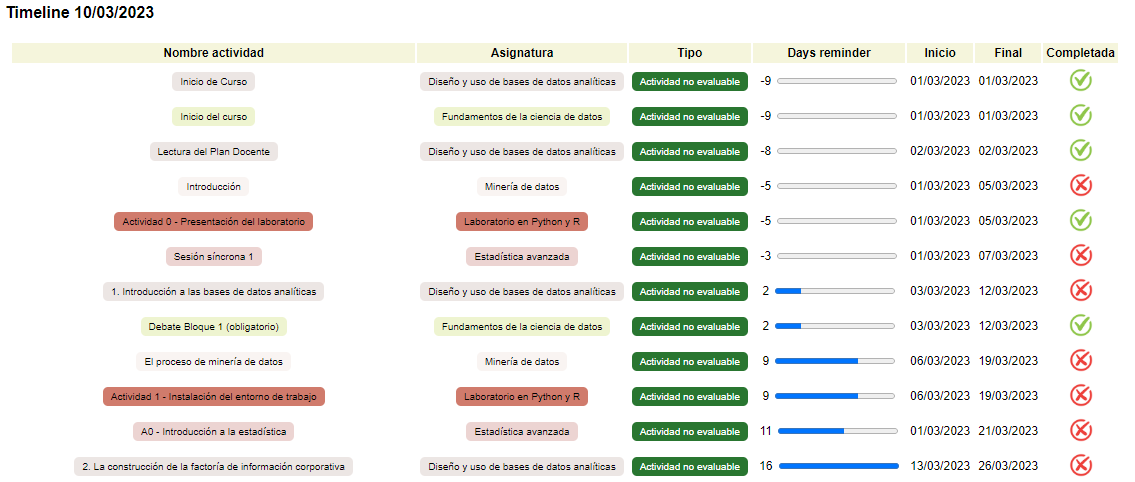 Timeline 10/03/2023
Nombre actividad Asignatura Tipo Days reminder Inicio Final Completada
Inicio de Curso Diseño y uso de bases de datos analíticas Actividad no evaluable -9 01/03/2023 01/03/2023
Inicio del curso Fundamentos de la ciencia de datos Actividad no evaluable -9 01/03/2023 01/03/2023
Lectura del Plan Docente Diseño y uso de bases de datos analíticas Actividad no evaluable -8 02/03/2023 02/03/2023
Introducción Minería de datos Actividad no evaluable -5 01/03/2023 05/03/2023
Actividad 0 - Presentación del laboratorio Laboratorio en Python y R Actividad no evaluable -5 01/03/2023 05/03/2023
Sesión síncrona 1 Estadística avanzada Actividad no evaluable -3 01/03/2023 07/03/2023
1. Introducción a las bases de datos analíticas Diseño y uso de bases de datos analíticas Actividad no evaluable 2 03/03/2023 12/03/2023
Debate Bloque 1 (obligatorio) Fundamentos de la ciencia de datos Actividad no evaluable 2 03/03/2023 12/03/2023
El proceso de minería de datos Minería de datos Actividad no evaluable 9 06/03/2023 19/03/2023
Actividad 1 - Instalación del entorno de trabajo Laboratorio en Python y R Actividad no evaluable 9 06/03/2023 19/03/2023
A0 - Introducción a la estadística Estadística avanzada Actividad no evaluable 11 01/03/2023 21/03/2023
2. La construcción de la factoría de información corporativa Diseño y uso de bases de datos analíticas Actividad no evaluable 16 13/03/2023 26/03/2023